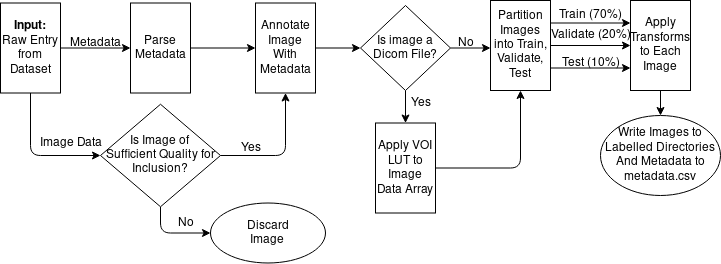 Input:
Raw Entry
from
Dataset
Metadata
Parse
Metadata
Annotate
Image
With
Metadata
Is image a
Dicom File?
No
Yes
Partition
Images
into Train,
Validate,
Test
Train (70%)
Validate (20%)
Test (10%)
Apply
Transforms
to Each
Image
Image Data
Is Image of
Sufficient Quality for
Inclusion?
Yes
No
Discard
Image
Apply VOI
LUT to
Image
Data Array
Write Images to
Labelled Directories
And Metadata to
metadata.csv